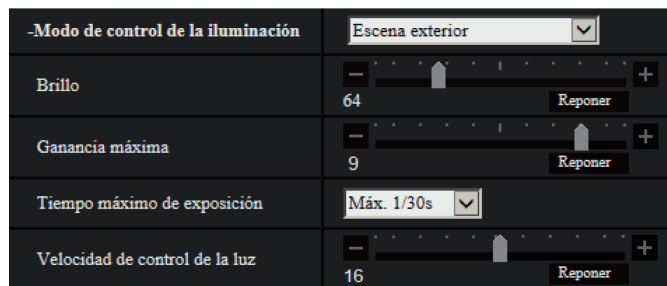 -Modo de control de la iluminación Escena exterior
Brillo
64 Reponer
Ganancia máxima
9 Reponer
Tiempo máximo de exposición Máx. 1/30s
Velocidad de control de la luz
16 Reponer